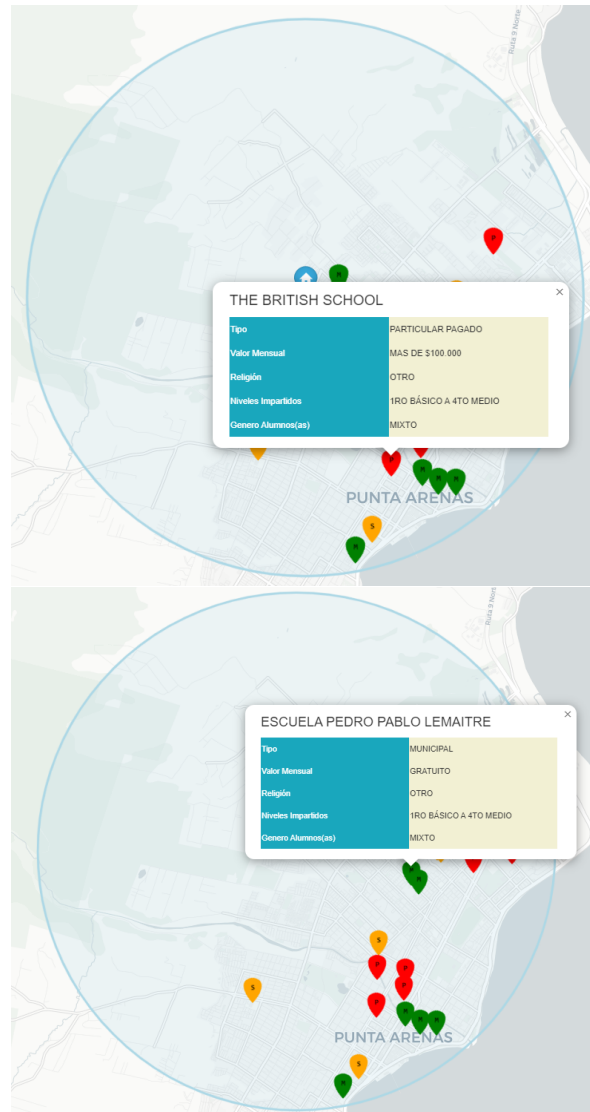 Ruta 9 Norte
P
M
×
THE BRITISH SCHOOL
Tipo PARTICULAR PAGADO
Valor Mensual MAS DE $100.000
Religión OTRO
Niveles Impartidos 1RO BÁSICO A 4TO MEDIO
Genero Alumnos(as) MIXTO
P
M
M
M
PUNTA ARENAS
S
M
Ruta 9 Nor
×
ESCUELA PEDRO PABLO LEMAITRE
Tipo MUNICIPAL
Valor Mensual GRATUITO
Religión OTRO
Niveles Impartidos 1RO BÁSICO A 4TO MEDIO
Genero Alumnos(as) MIXTO
M
M
S
P
P
P
S
P
M
M
M
PUNTA ARENAS
S
M